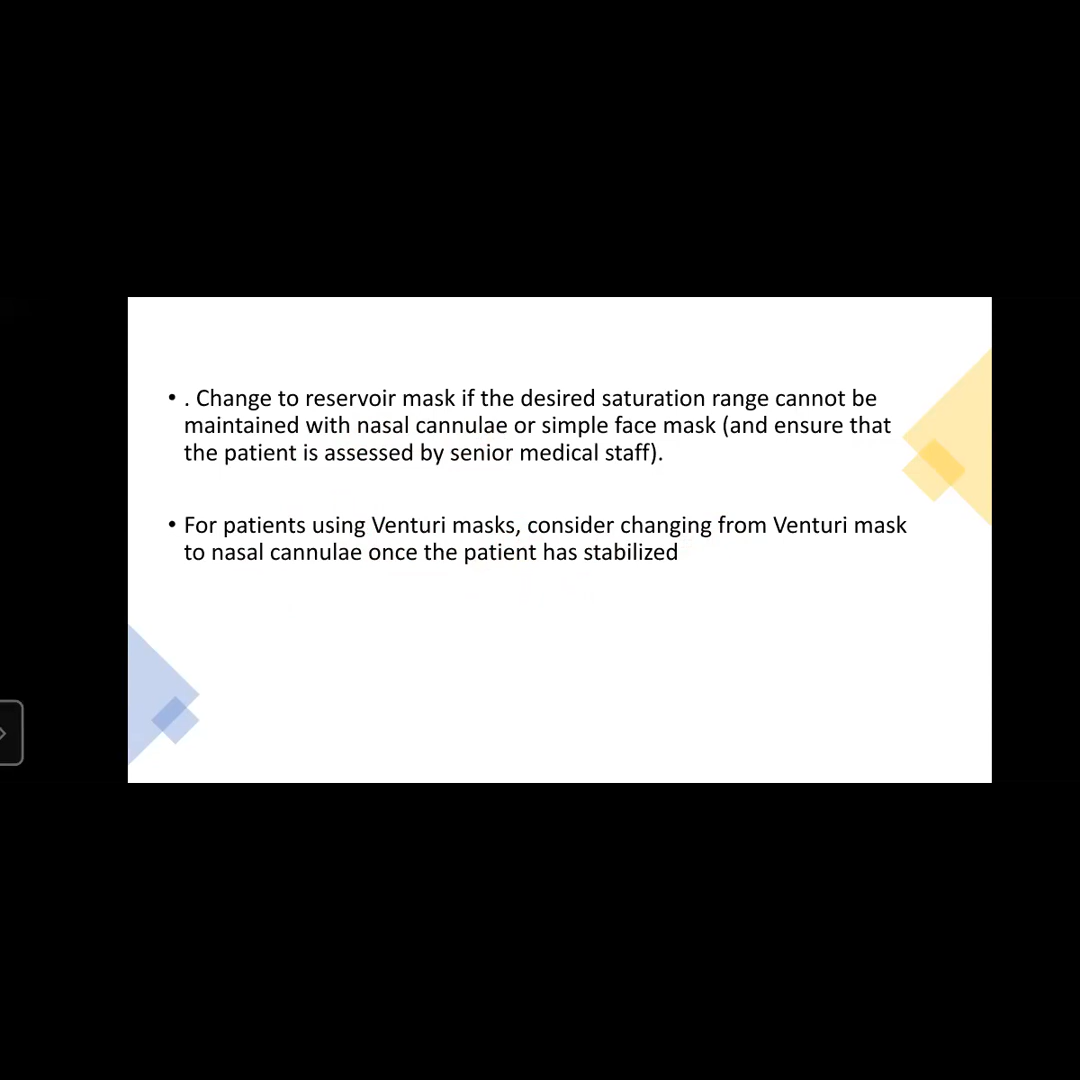 • . Change to reservoir mask if the desired saturation range cannot be
maintained with nasal cannulae or simple face mask (and ensure that
the patient is assessed by senior medical staff).
• For patients using Venturi masks, consider changing from Venturi mask
to nasal cannulae once the patient has stabilized